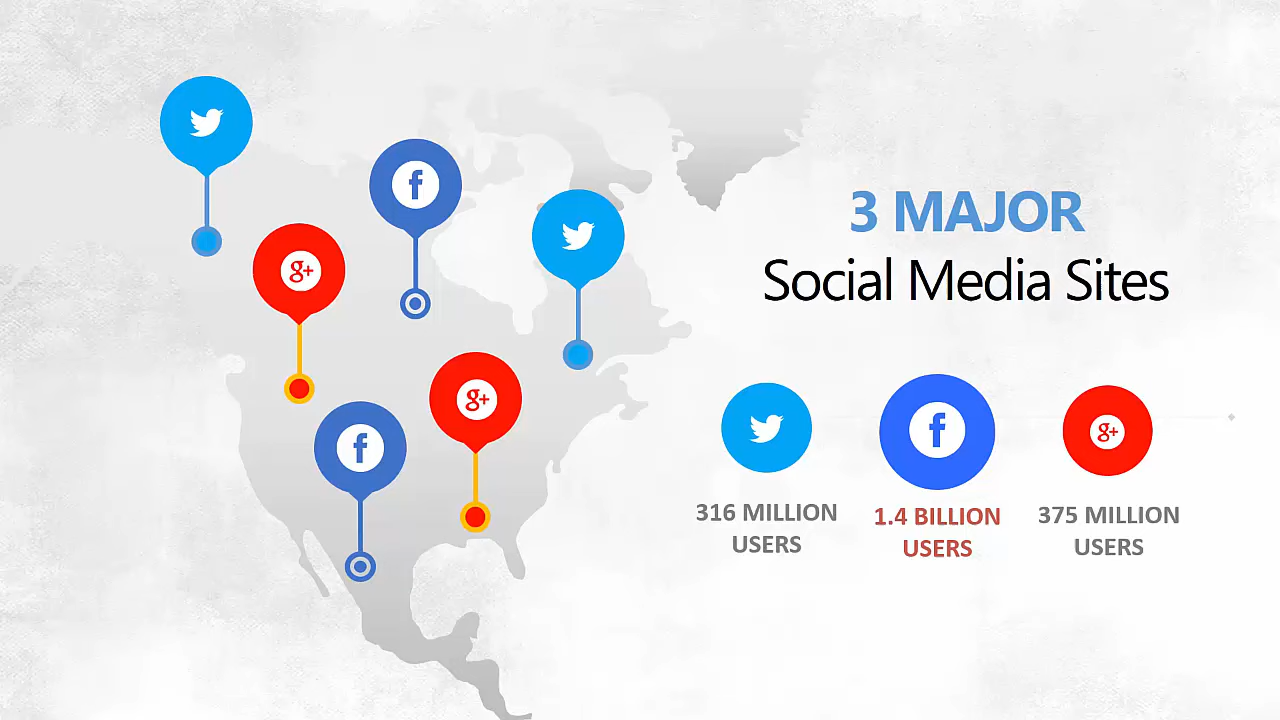 3 MAJOR
Social Media Sites
f
g+
f
g+
f
g+
316 MILLION
USERS
1.4 BILLION
USERS
375 MILLION
USERS